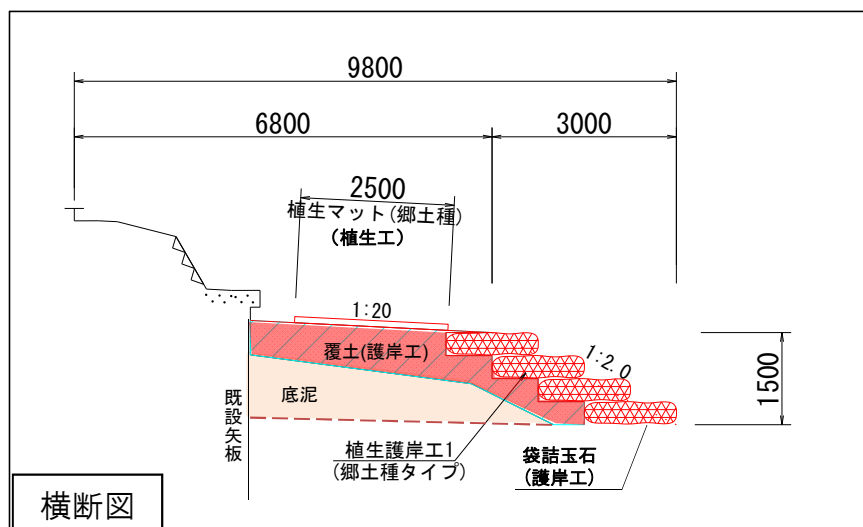 9800
6800
3000
2500
植生マット(郷土種)
(植生工)
1:20
覆土(護岸工)
1:2.0
1500
底泥
既設矢板
植生護岸工1
(郷土種タイプ)
袋詰玉石
(護岸工)
横断図